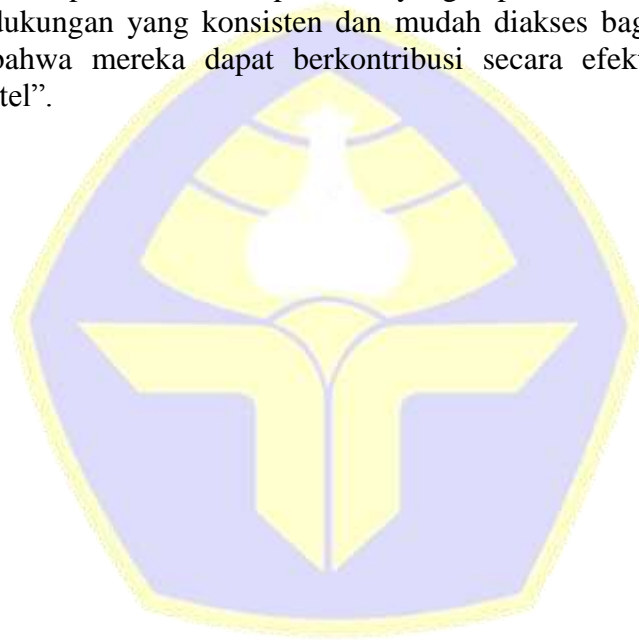 dukungan yang konsisten dan mudah diakses bag
bahwa mereka dapat berkontribusi secara efek
tel”.